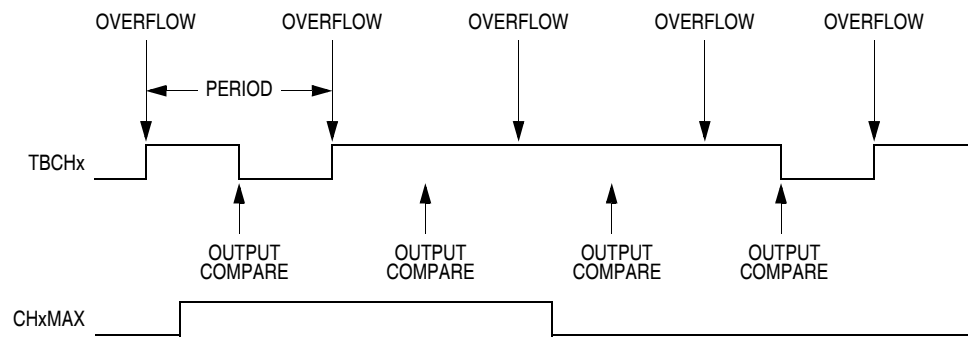 OVERFLOW OVERFLOW OVERFLOW OVERFLOW OVERFLOW
PERIOD
TBCHx
OUTPUT COMPARE
OUTPUT COMPARE
OUTPUT COMPARE
OUTPUT COMPARE
CHxMAX